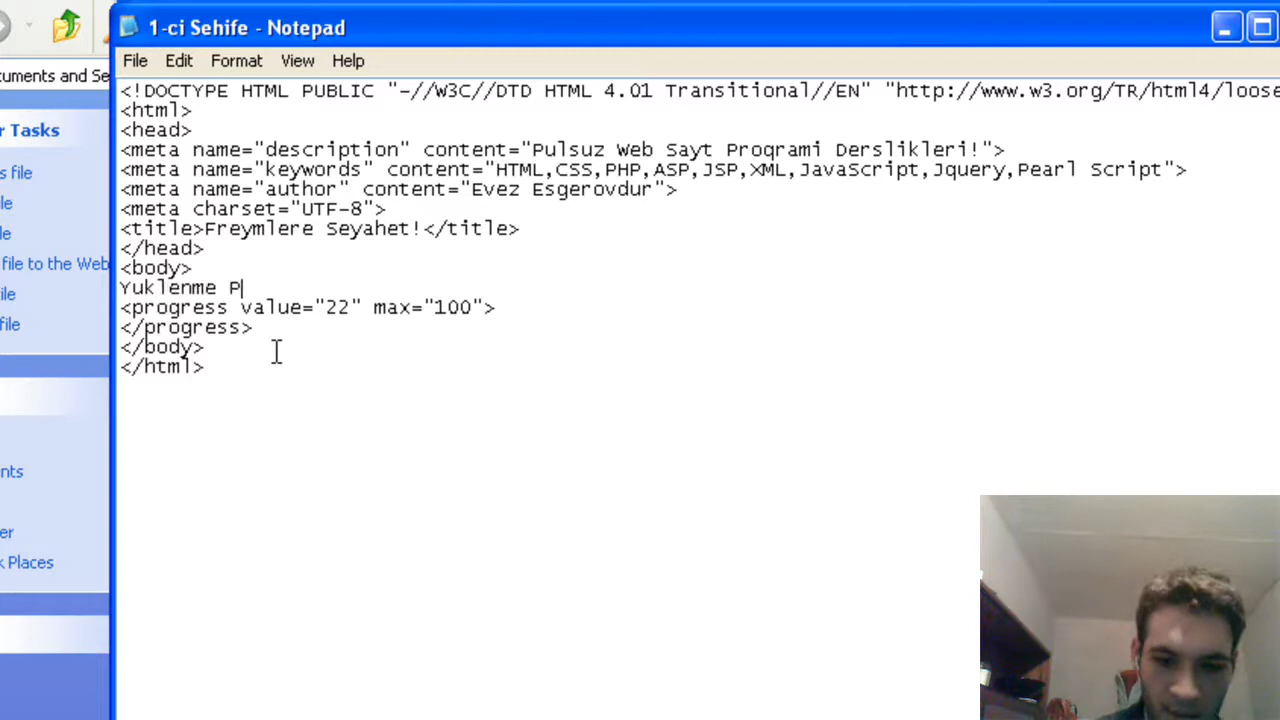 1-ci Sehife - Notepad
File Edit Format View Help
<!DOCTYPE HTML PUBLIC "-//W3C//DTD HTML 4.01 Transitional//EN" "http://www.w3.org/TR/html4/loose
<html>
<head>
<meta name="description" content="Pulsuz Web Sayt Proqrami Derslikleri!">
<meta name="keywords" content="HTML,CSS,PHP,ASP,JSP,XML,JavaScript,Jquery,Pearl Script">
<meta name="author" content="Evez Esgerovdur">
<meta charset="UTF-8">
<title>Freymlere Seyahet!</title>
</head>
<body>
Yuklenme P
<progress value="22" max="100">
</progress>
</body>
</html>
uments and Se
r Tasks
s file
file to the Web
file
Places